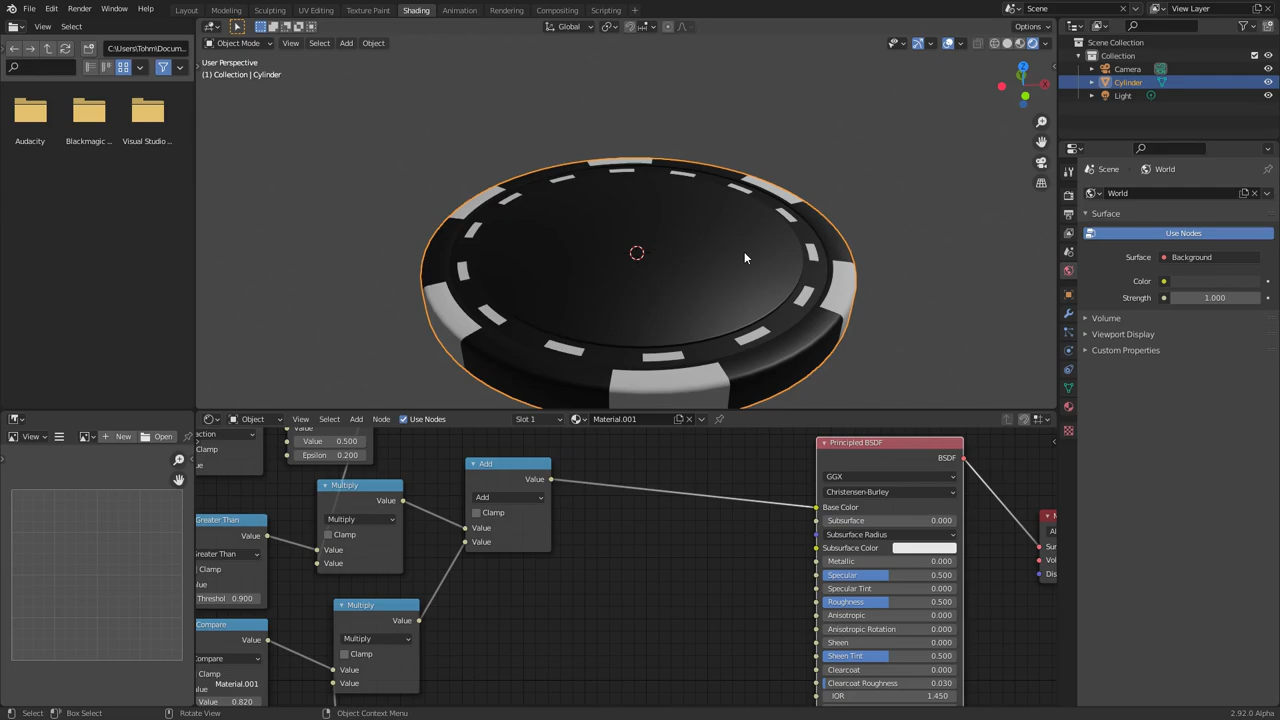 File Edit Render Window Help Layout Modeling Sculpting UV Editing Texture Paint Shading Animation Rendering Compositing Scripting Scene View Layer
View Select Global Options
Object Mode View Select Add Object Scene Collection
C:\Users\Tohm\Docum... Collection
User Perspective Camera
(1) Collection | Cylinder Cylinder
Light
Audacity Blackmagic ... Visual Studio ...
Scene World
World
Surface
Use Nodes
Surface Background
Color
Strength 1.000
Volume
Viewport Display
Custom Properties
Object View Select Add Node Use Nodes Slot 1 Material.001
View New Open
Value 0.500
Epsilon 0.200
Clamp
Multiply
Value
Multiply
Clamp
Value
Value
Add
Value
Add
Clamp
Value
Value
Greater Than
Value
Greater Than
Clamp
Threshol 0.900
Compare
Value
Clamp
Material.001
Value 0.820
Multiply
Value
Multiply
Clamp
Value
Value
Principled BSDF
BSDF
GGX
Christensen-Burley
Base Color
Subsurface 0.000
Subsurface Radius
Subsurface Color
Metallic 0.000
Specular 0.500
Specular Tint 0.000
Roughness 0.500
Anisotropic 0.000
Anisotropic Rotation 0.000
Sheen 0.000
Sheen Tint 0.500
Clearcoat 0.000
Clearcoat Roughness 0.030
IOR 1.450
Select Box Select Rotate View Object Context Menu 2.92.0 Alpha